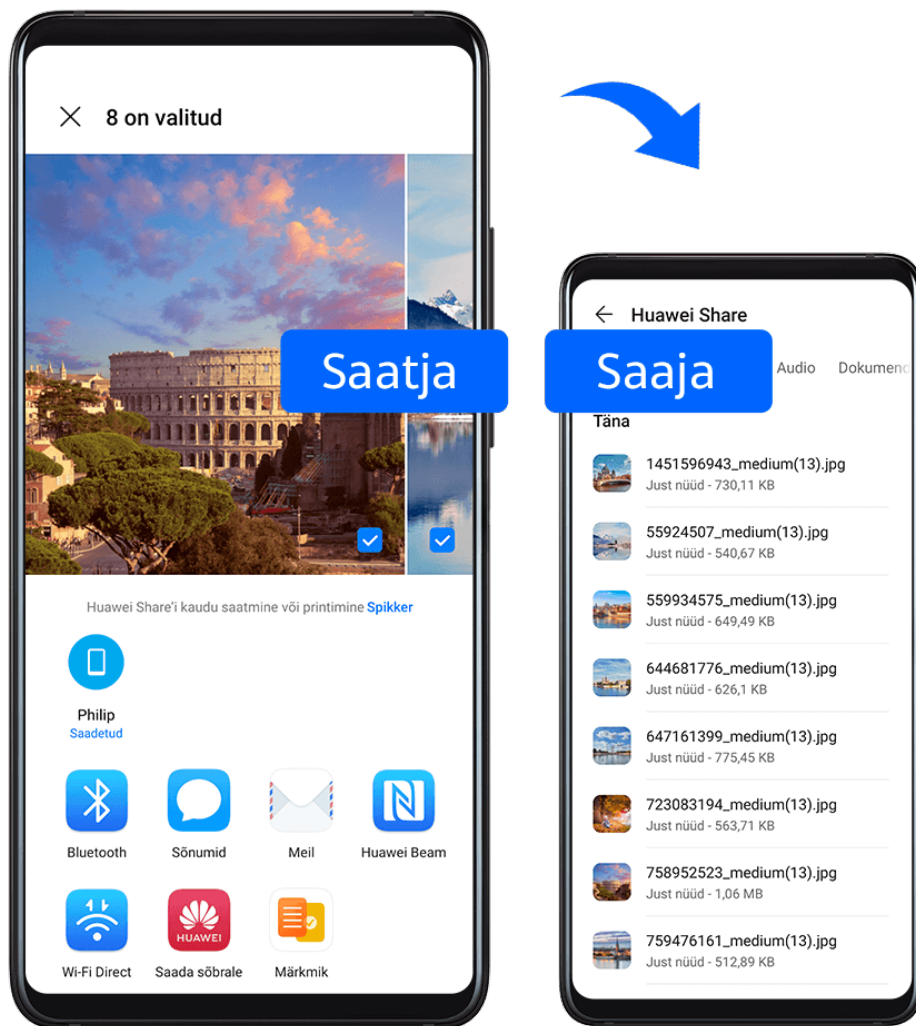 8 on valitud
Saatja
Huawei Share'i kaudu saatmine või printimine Spikker
Philip
Saadetud
Bluetooth
Sõnumid
Meil
Huawei Beam
HUAWEI
Wi-Fi Direct
Saada sõbrale
Märkmik
Huawei Share
Saaja
Audio
Täna
1451596943_medium(13).jpg
Just nüüd - 730,11 KB
55924507_medium(13).jpg
Just nüüd - 540,67 KB
559934575_medium(13).jpg
Just nüüd - 649,49 KB
644681776_medium(13).jpg
Just nüüd - 626,1 KB
647161399_medium(13).jpg
Just nüüd - 775,45 KB
723083194_medium(13).jpg
Just nüüd - 563,71 KB
758952523_medium(13).jpg
Just nüüd - 1,06 MB
759476161_medium(13).jpg
Just nüüd - 512,89 KB